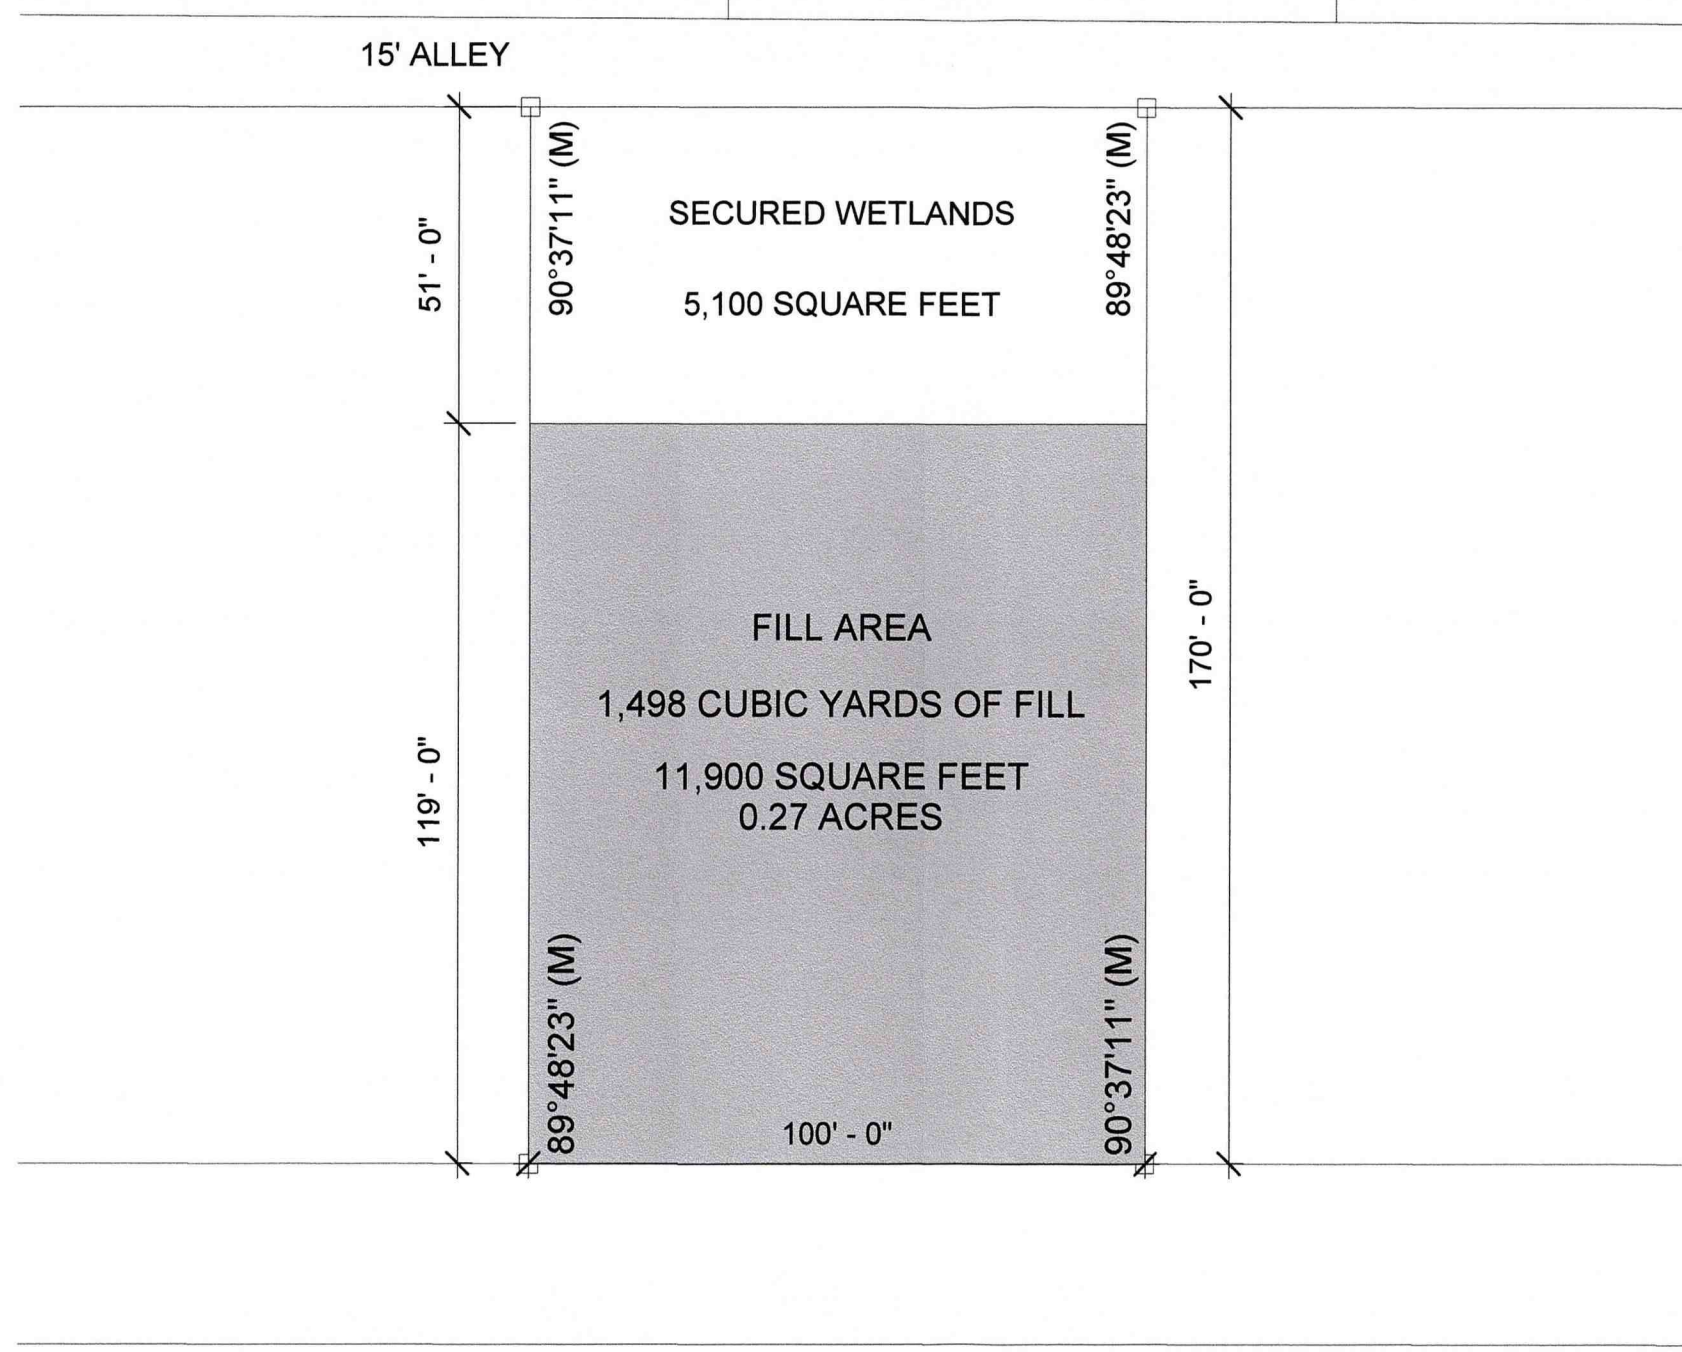 15' ALLEY
90°37'11" (M)
89°48'23" (M)
SECURED WETLANDS
51' - 0"
5,100 SQUARE FEET
FILL AREA
170' - 0"
1,498 CUBIC YARDS OF FILL
11,900 SQUARE FEET
119' - 0"
0.27 ACRES
89°48'23" (M)
90°37'11" (M)
100' - 0"